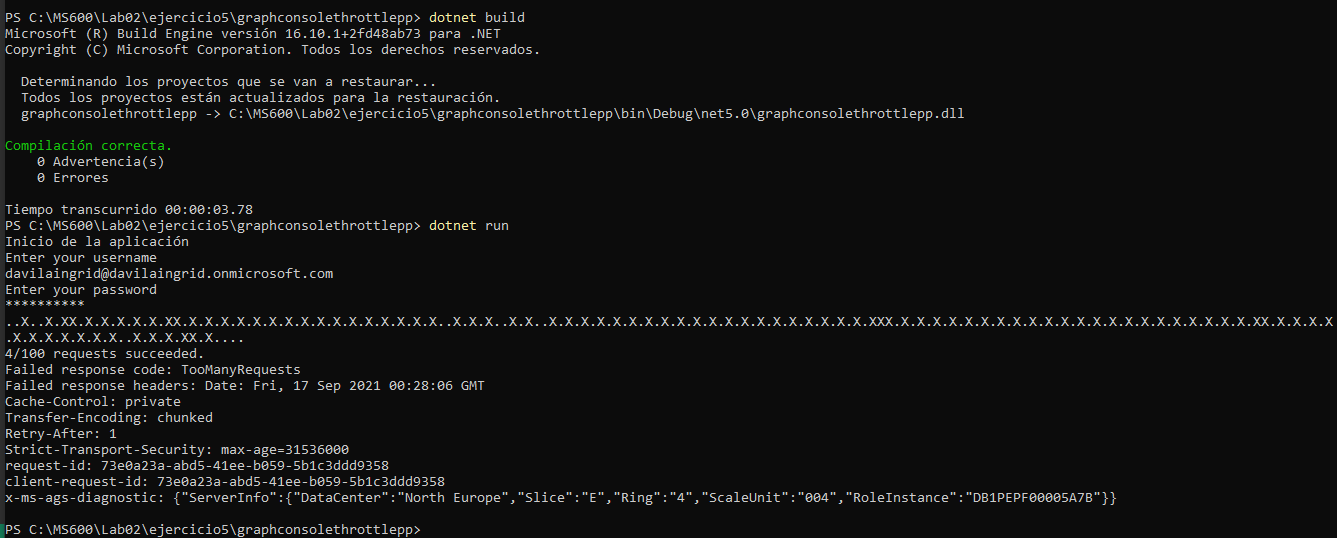 PS C:\MS600\Lab02\ejercicio5\graphconsolethrottlepp> dotnet build
Microsoft (R) Build Engine versión 16.10.1+2fd48ab73 para .NET
Copyright (C) Microsoft Corporation. Todos los derechos reservados.
Determinando los proyectos que se van a restaurar...
Todos los proyectos están actualizados para la restauración.
graphconsolethrottlepp -> C:\MS600\Lab02\ejercicio5\graphconsolethrottlepp\bin\Debug\net5.0\graphconsolethrottlepp.dll
Compilación correcta.
0 Advertencia(s)
0 Errores
Tiempo transcurrido 00:00:03.78
PS C:\MS600\Lab02\ejercicio5\graphconsolethrottlepp> dotnet run
Inicio de la aplicación
Enter your username
davilaingrid@davilaingrid.onmicrosoft.com
Enter your password
**********
..X..X.XX.X.X.X.X.X.XX.X.X.X.X.X.X.X.X.X.X.X.X.X.X.X.X..X.X.X..X.X..X.X.X.X.X.X.X.X.X.X.X.X.X.X.X.X.X.X.X.X.XXX.X.X.X.X.X.X.X.X.X.X.X.X.X.X.X.X.X.X.X.X.X.X.XX.X.X.X.X
.X.X.X.X.X.X.X..X.X.X.XX.X....
4/100 requests succeeded.
Failed response code: TooManyRequests
Failed response headers: Date: Fri, 17 Sep 2021 00:28:06 GMT
Cache-Control: private
Transfer-Encoding: chunked
Retry-After: 1
Strict-Transport-Security: max-age=31536000
request-id: 73e0a23a-abd5-41ee-b059-5b1c3ddd9358
client-request-id: 73e0a23a-abd5-41ee-b059-5b1c3ddd9358
x-ms-ags-diagnostic: {"ServerInfo":{"DataCenter":"North Europe","Slice":"E","Ring":"4","ScaleUnit":"004","RoleInstance":"DB1PEPF00005A7B"}}
PS C:\MS600\Lab02\ejercicio5\graphconsolethrottlepp>